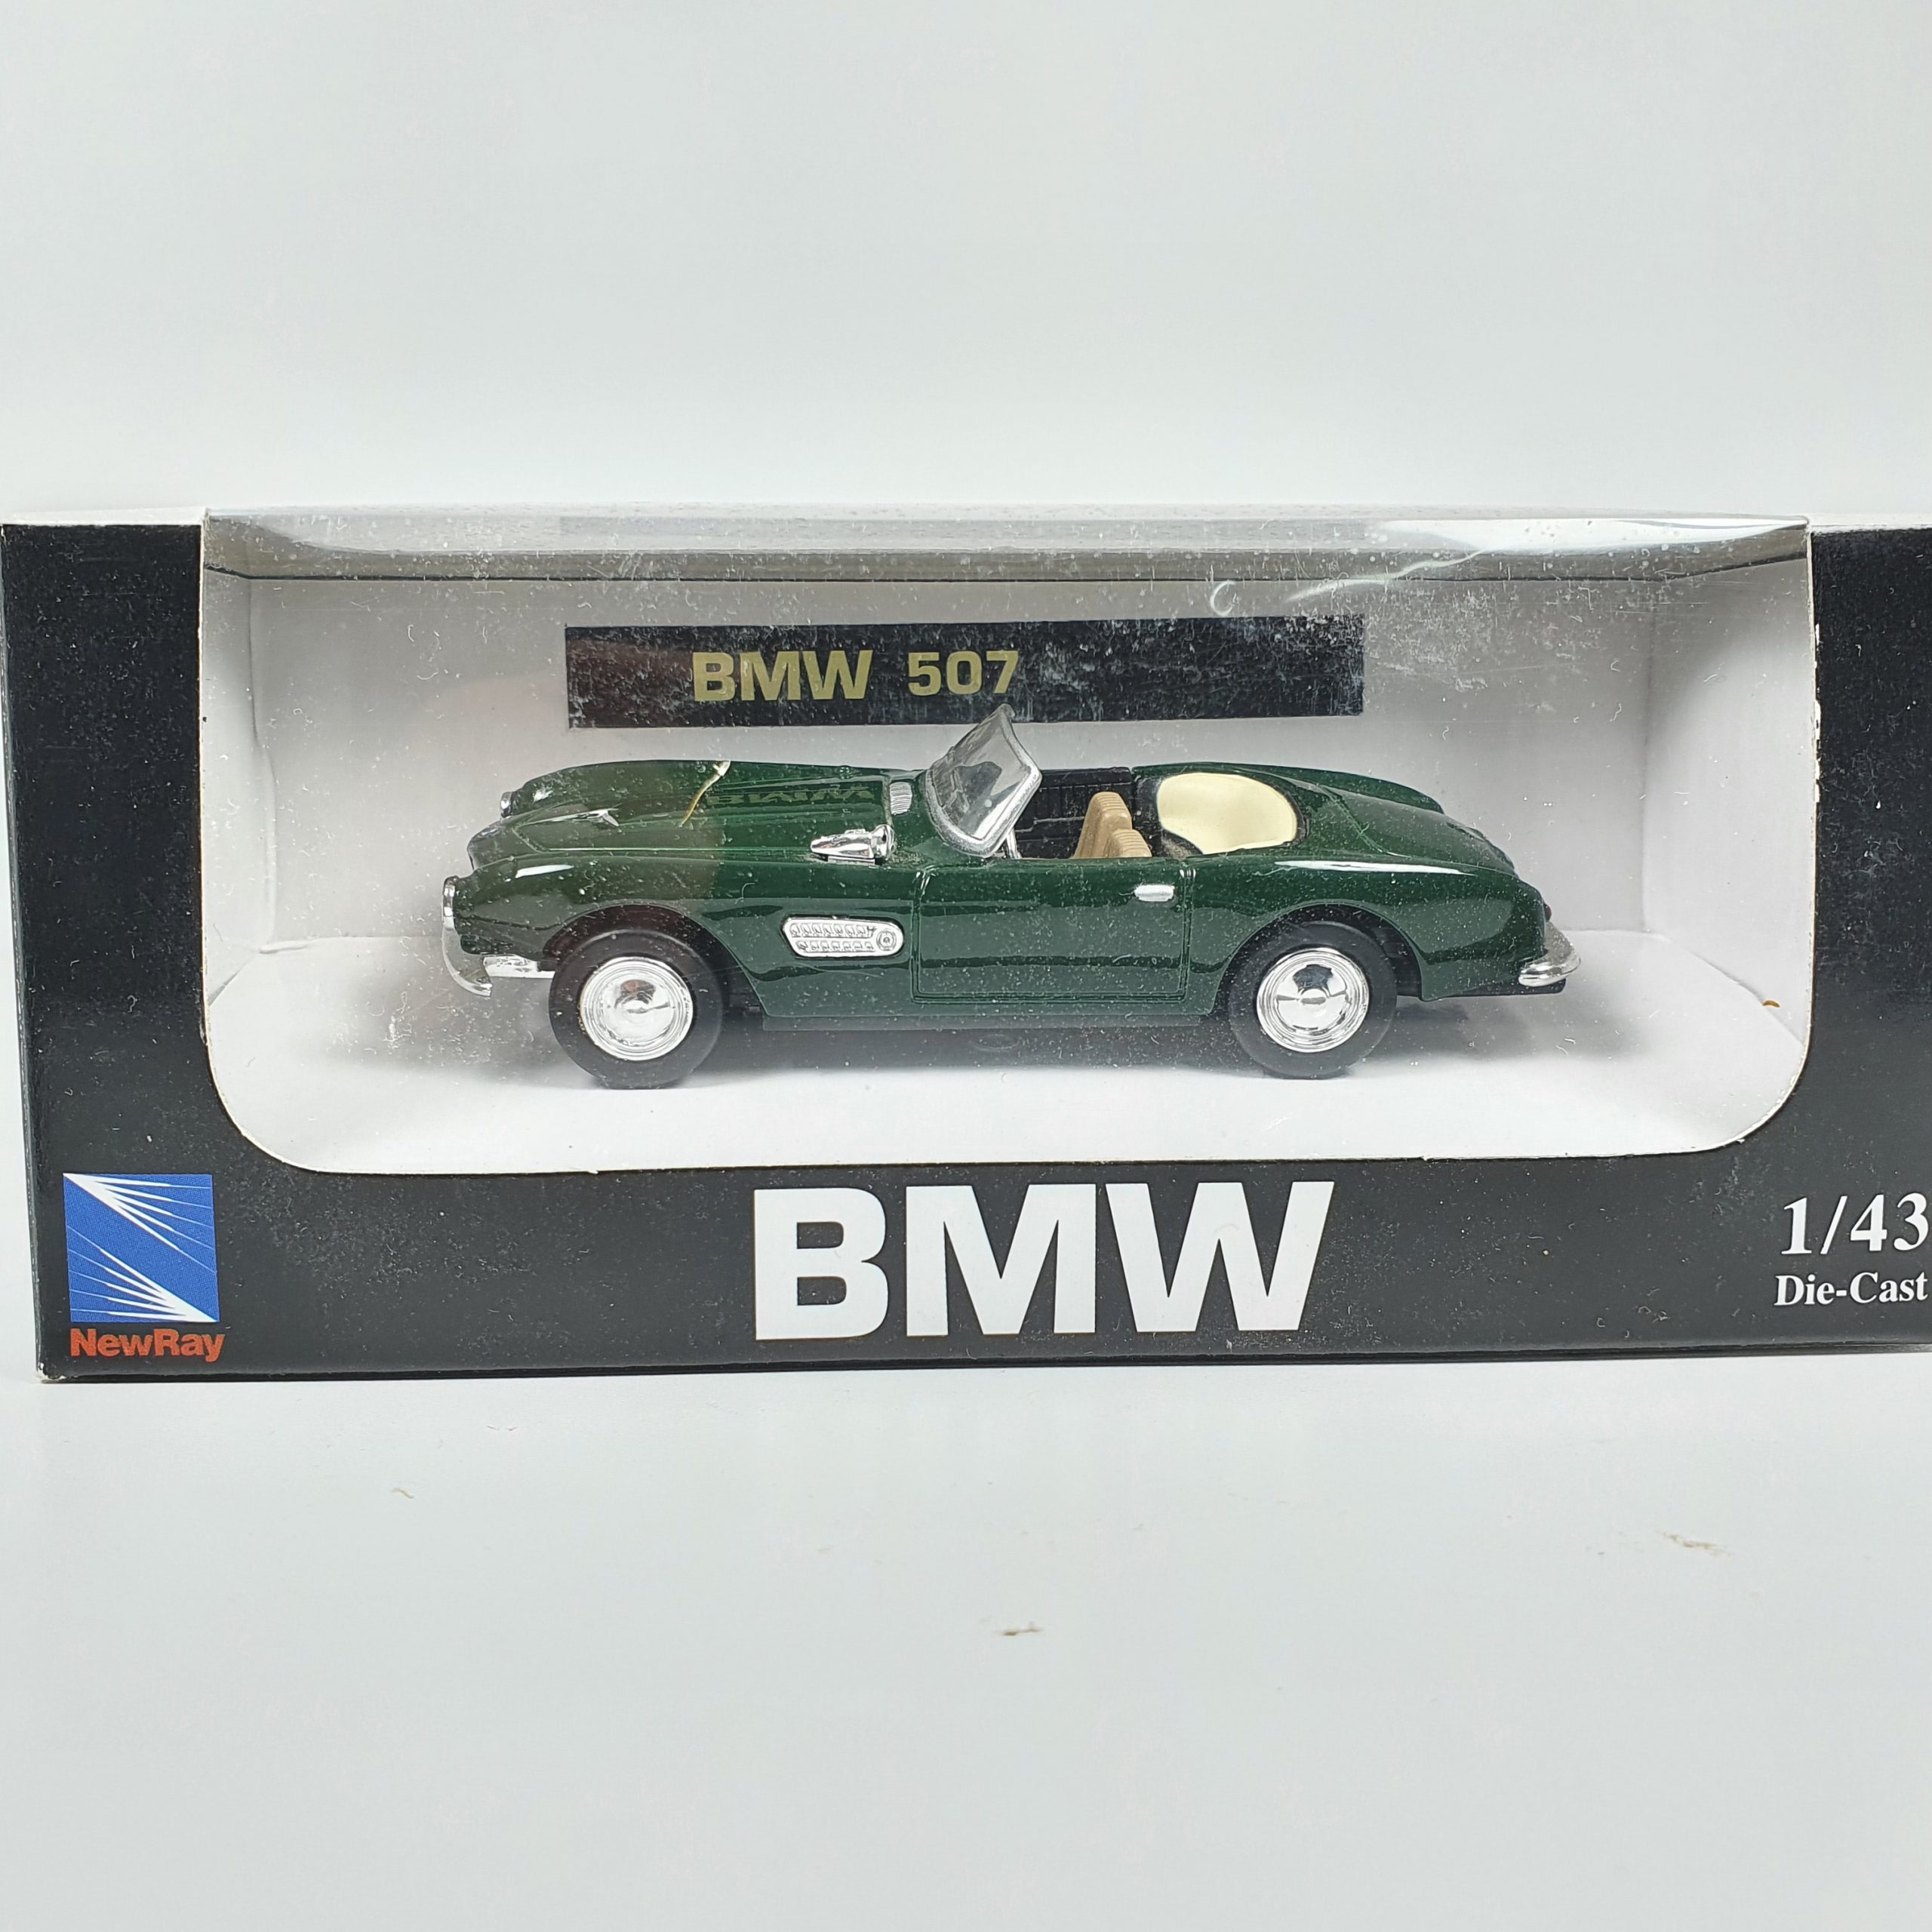 BMW 507
BMW
1/43
Die-Cast
NewRay